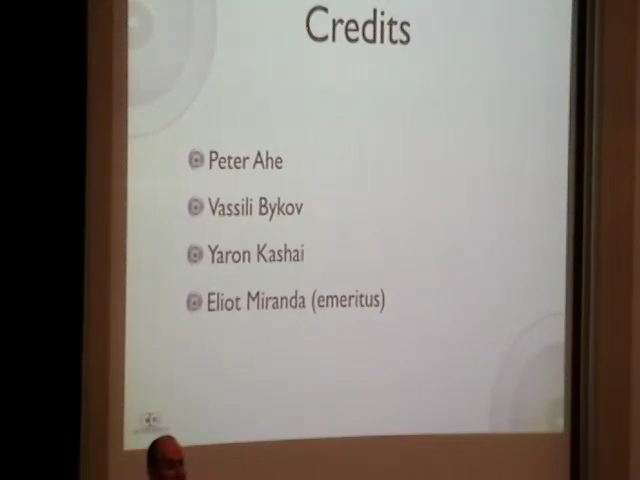 Credits
Peter Ahe
Vassili Bykov
Yaron Kashai
Eliot Miranda (emeritus)